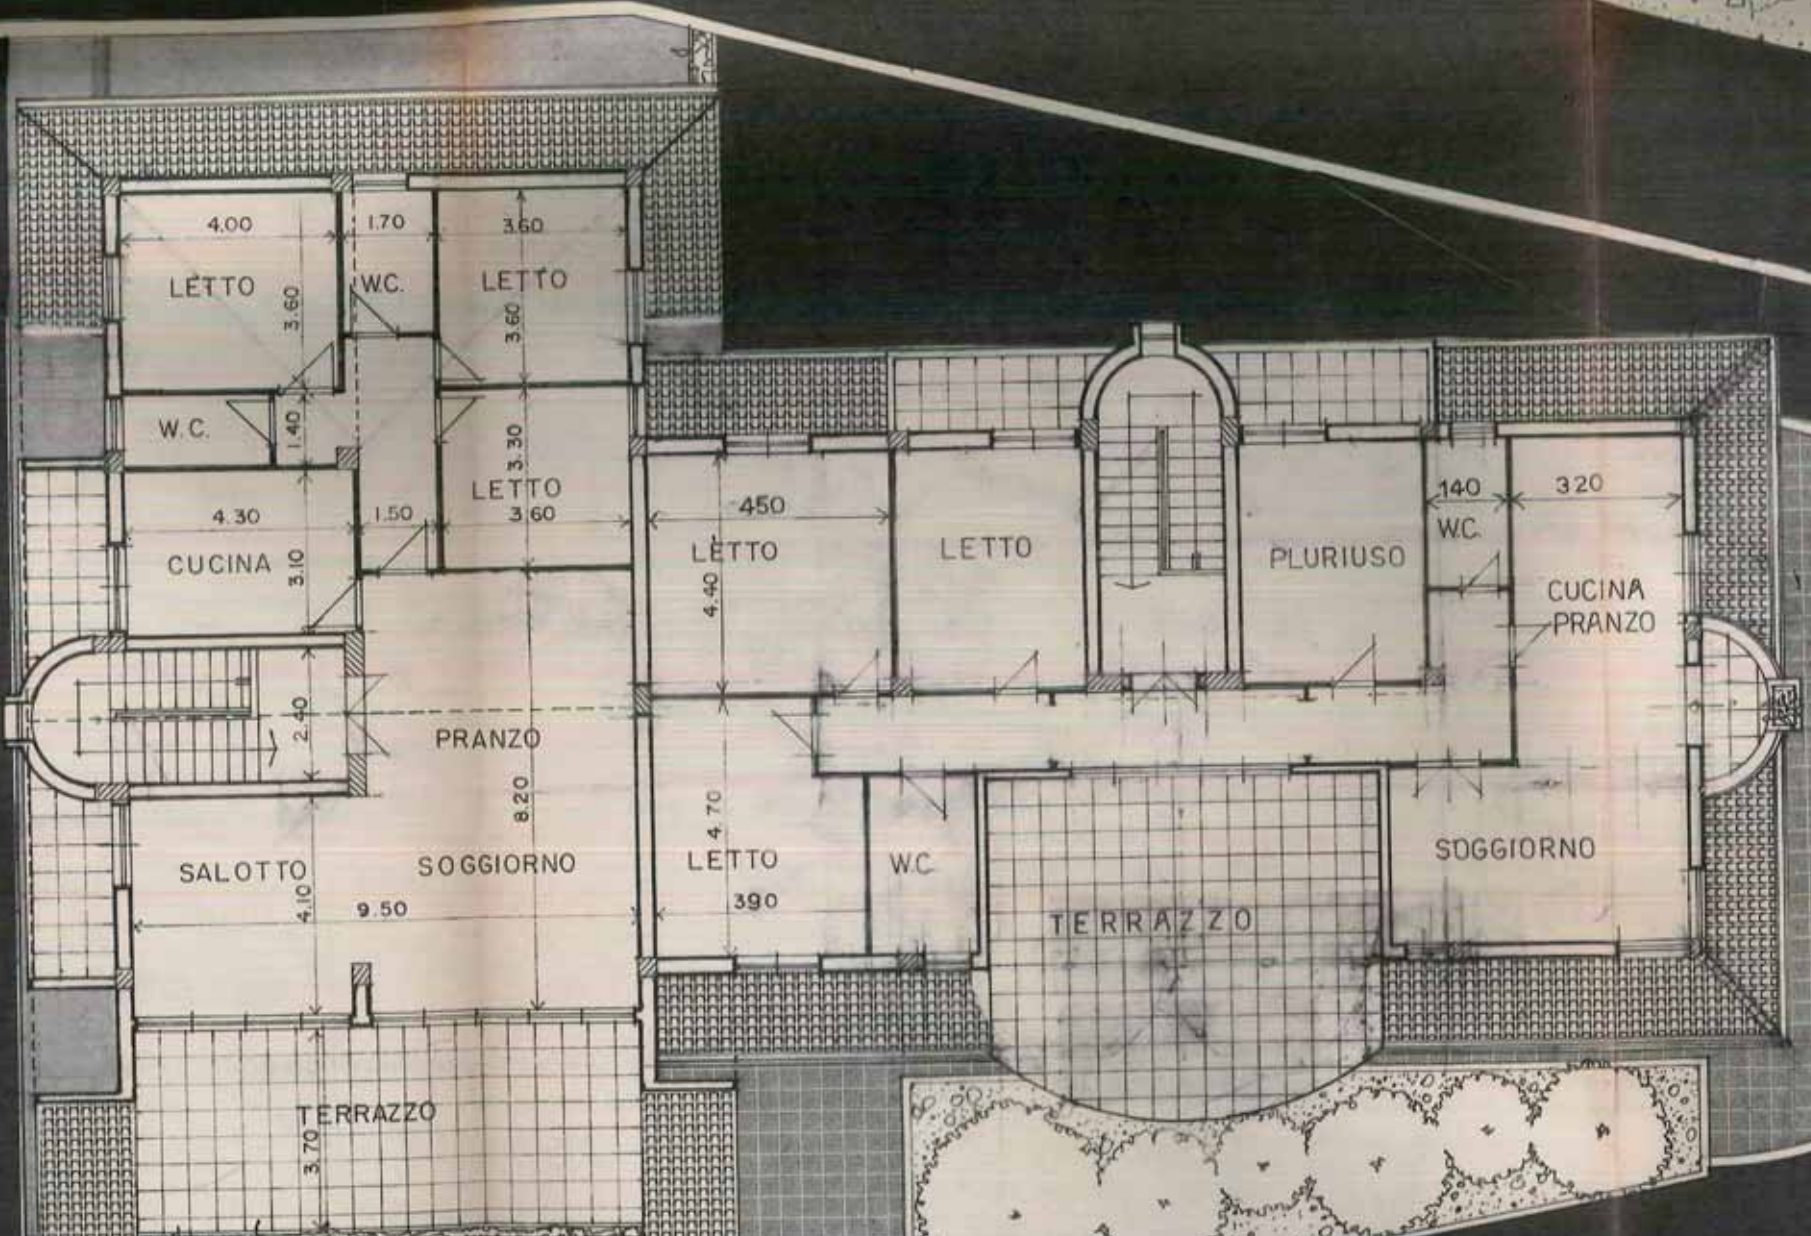 4.00
1.70
3.60
LETTO
W.C.
LETTO
3.60
3.60
W.C.
1.40
3.30
LETTO
4.30
1.50
3.60
CUCINA
3.10
450
LETTO
4.40
LETTO
PLURIUSO
140
W.C.
320
CUCINA
PRANZO
2.40
PRANZO
8.20
SALOTTO
SOGGIORNO
4.10
9.50
4.70
LETTO
390
W.C.
TERRAZZO
SOGGIORNO
TERRAZZO
3.70